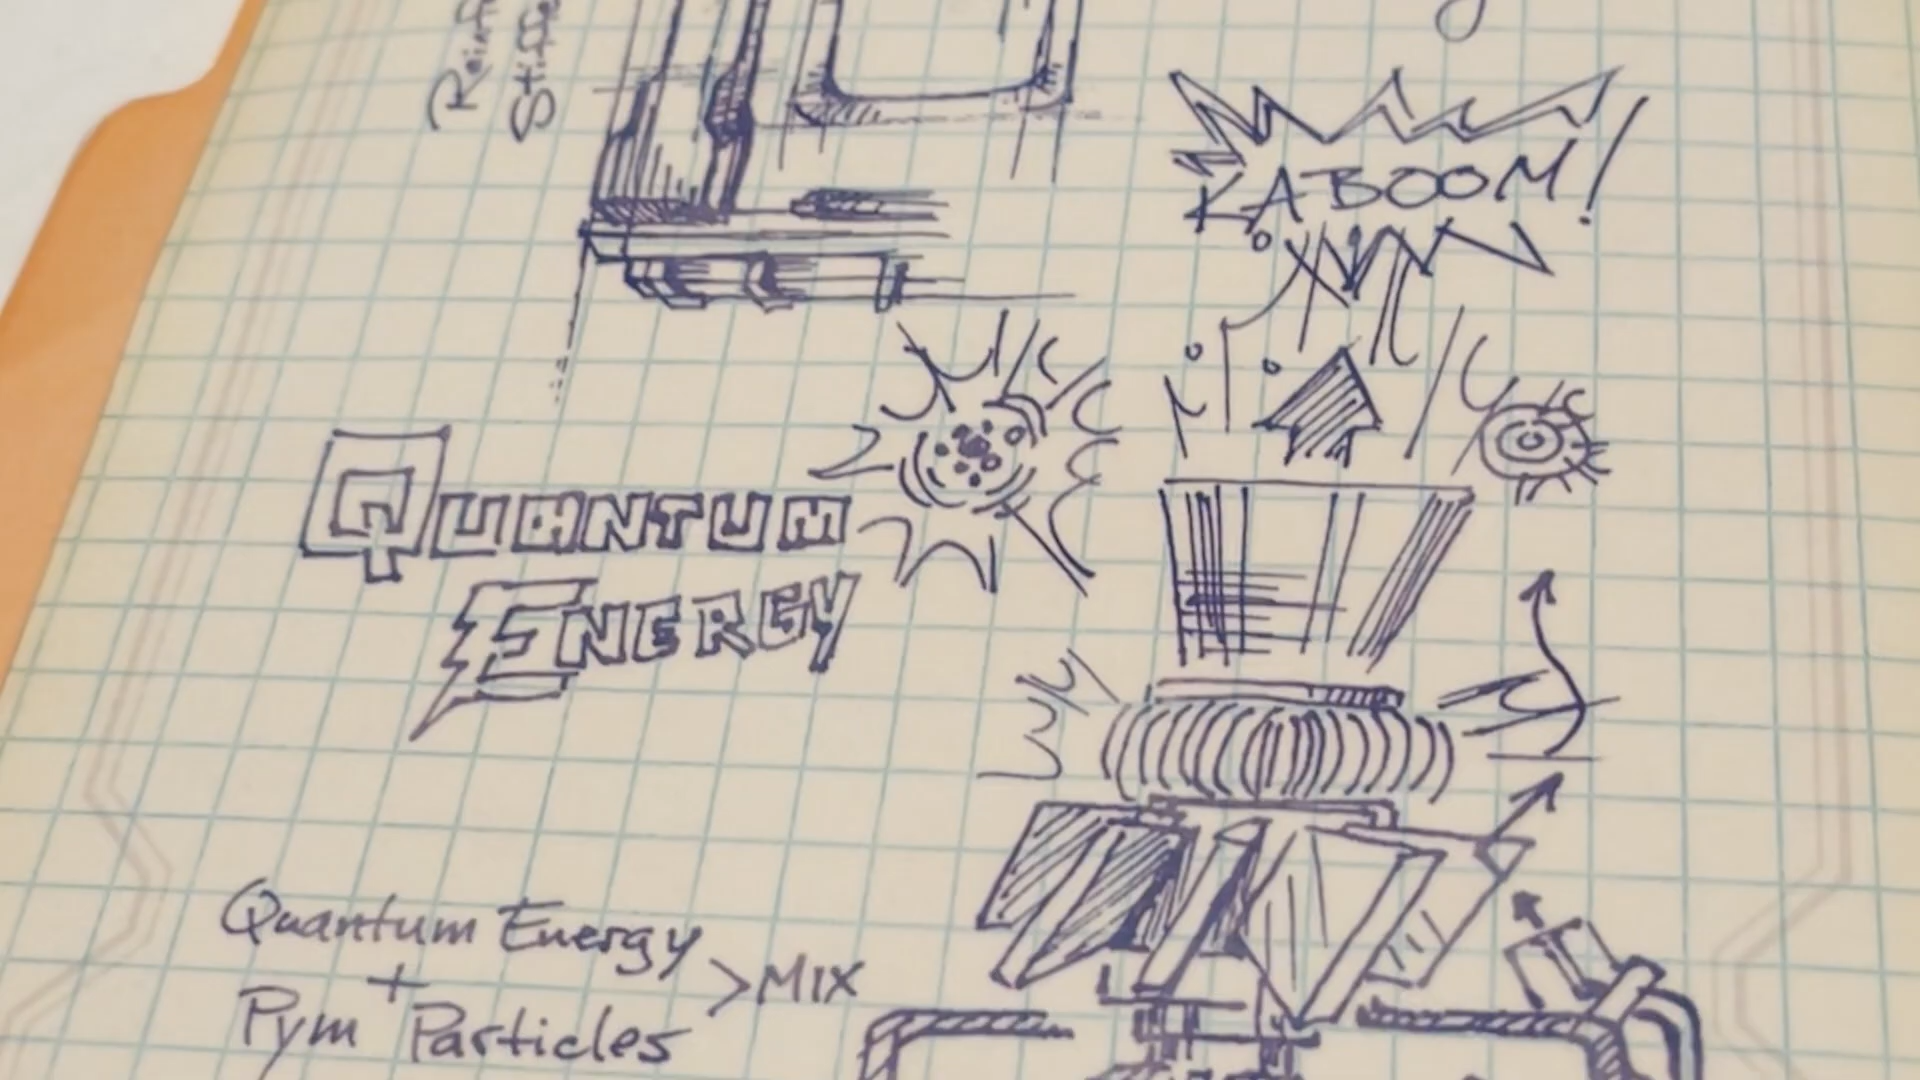 KABOOM!
QUANTUM
ENERGY
Quantum Energy
+ > MIX
Pym Particles